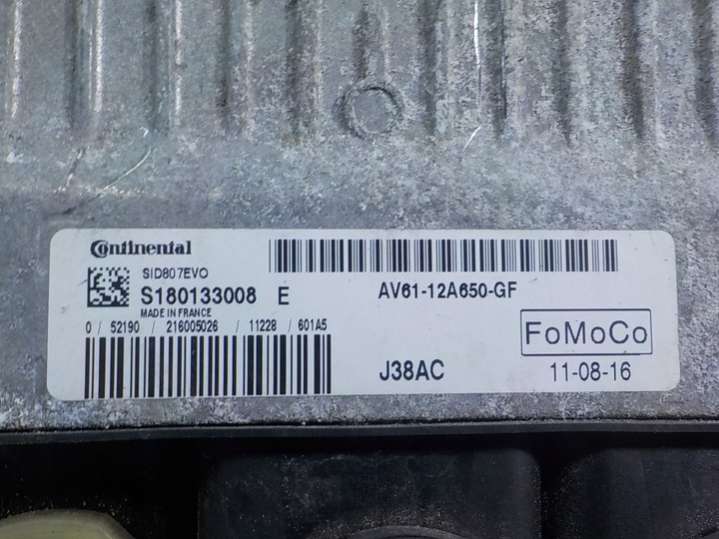 Continental
SID807EVO
S180133008 E
MADE IN FRANCE
0 / 52190 / 216005026 / 11228 / 601A5
AV61-12A650-GF
FoMoCo
J38AC
11-08-16